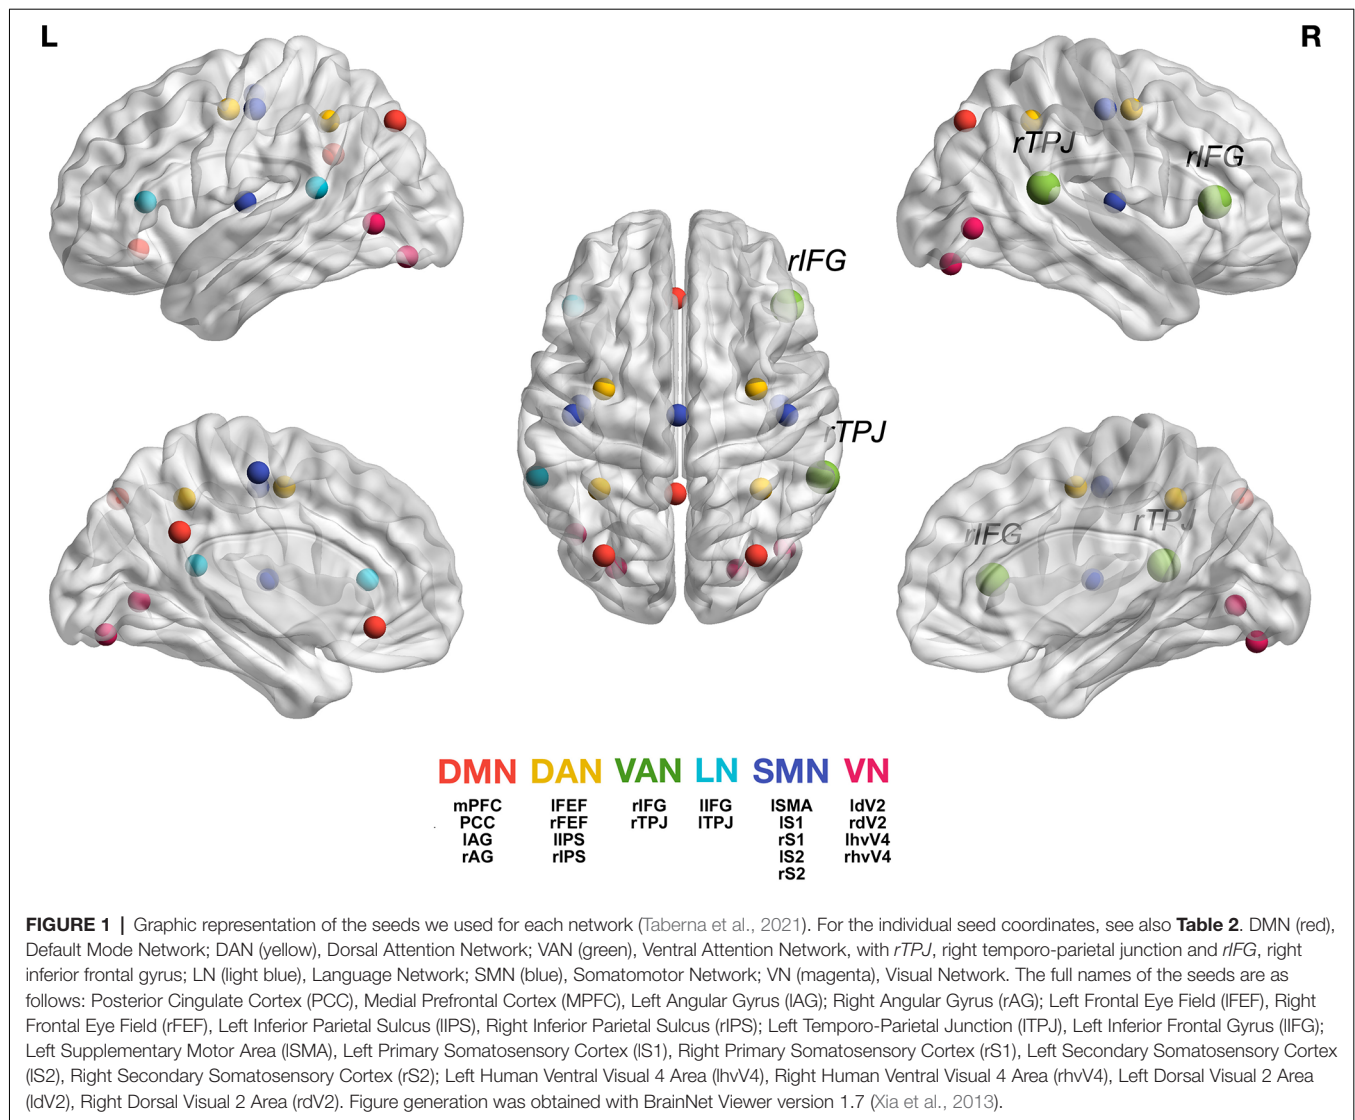 L
R
rTPJ
rIFG
rIFG
rTPJ
rIFG
rTPJ
DMN DAN VAN LN SMN VN
mPFC lFEF rIFG lIFG lSMA ldV2
PCC rFEF rTPJ lTPJ lS1 rdV2
lAG lIPS rS1 lhvV4
rAG rIPS lS2 rhvV4
rS2
FIGURE 1 | Graphic representation of the seeds we used for each network (Taberna et al., 2021). For the individual seed coordinates, see also Table 2. DMN (red),
Default Mode Network; DAN (yellow), Dorsal Attention Network; VAN (green), Ventral Attention Network, with rTPJ, right temporo-parietal junction and rIFG, right
inferior frontal gyrus; LN (light blue), Language Network; SMN (blue), Somatomotor Network; VN (magenta), Visual Network. The full names of the seeds are as
follows: Posterior Cingulate Cortex (PCC), Medial Prefrontal Cortex (MPFC), Left Angular Gyrus (lAG); Right Angular Gyrus (rAG); Left Frontal Eye Field (lFEF), Right
Frontal Eye Field (rFEF), Left Inferior Parietal Sulcus (lIPS), Right Inferior Parietal Sulcus (rIPS); Left Temporo-Parietal Junction (lTPJ), Left Inferior Frontal Gyrus (lIFG);
Left Supplementary Motor Area (lSMA), Left Primary Somatosensory Cortex (lS1), Right Primary Somatosensory Cortex (rS1), Left Secondary Somatosensory Cortex
(lS2), Right Secondary Somatosensory Cortex (rS2); Left Human Ventral Visual 4 Area (lhvV4), Right Human Ventral Visual 4 Area (rhvV4), Left Dorsal Visual 2 Area
(ldV2), Right Dorsal Visual 2 Area (rdV2). Figure generation was obtained with BrainNet Viewer version 1.7 (Xia et al., 2013).